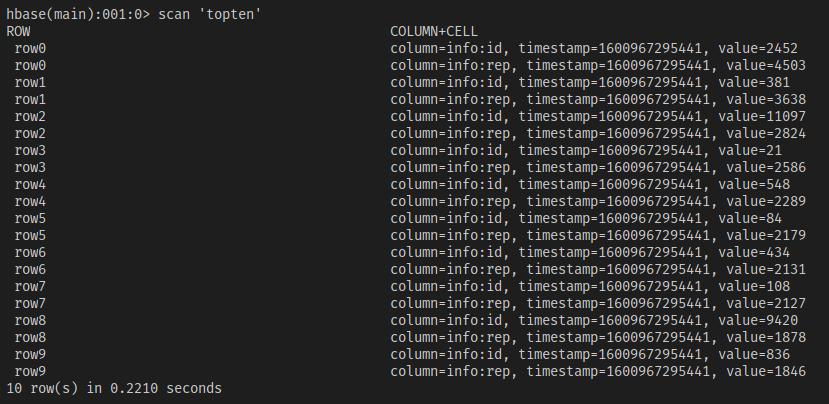 hbase(main):001:0> scan 'topten'
ROW COLUMN+CELL
row0 column=info:id, timestamp=1600967295441, value=2452
row0 column=info:rep, timestamp=1600967295441, value=4503
row1 column=info:id, timestamp=1600967295441, value=381
row1 column=info:rep, timestamp=1600967295441, value=3638
row2 column=info:id, timestamp=1600967295441, value=11097
row2 column=info:rep, timestamp=1600967295441, value=2824
row3 column=info:id, timestamp=1600967295441, value=21
row3 column=info:rep, timestamp=1600967295441, value=2586
row4 column=info:id, timestamp=1600967295441, value=548
row4 column=info:rep, timestamp=1600967295441, value=2289
row5 column=info:id, timestamp=1600967295441, value=84
row5 column=info:rep, timestamp=1600967295441, value=2179
row6 column=info:id, timestamp=1600967295441, value=434
row6 column=info:rep, timestamp=1600967295441, value=2131
row7 column=info:id, timestamp=1600967295441, value=108
row7 column=info:rep, timestamp=1600967295441, value=2127
row8 column=info:id, timestamp=1600967295441, value=9420
row8 column=info:rep, timestamp=1600967295441, value=1878
row9 column=info:id, timestamp=1600967295441, value=836
row9 column=info:rep, timestamp=1600967295441, value=1846
10 row(s) in 0.2210 seconds